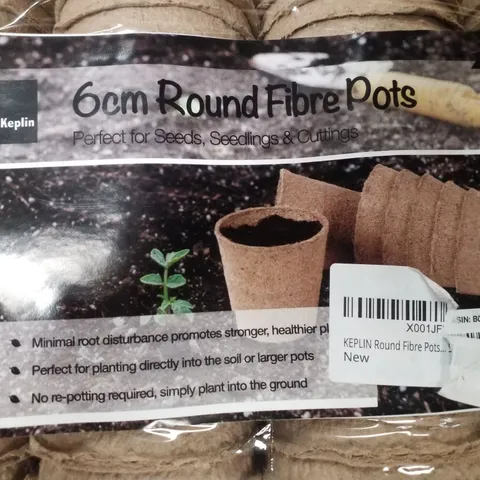 Keplin
6cm Round Fibre Pots
Perfect for Seeds, Seedlings & Cuttings
Minimal root disturbance promotes stronger, healthier
Perfect for planting directly into the soil or larger pots
No re-potting required, simply plant into the ground
X001JF
KEPLIN Round Fibre Pots...
New